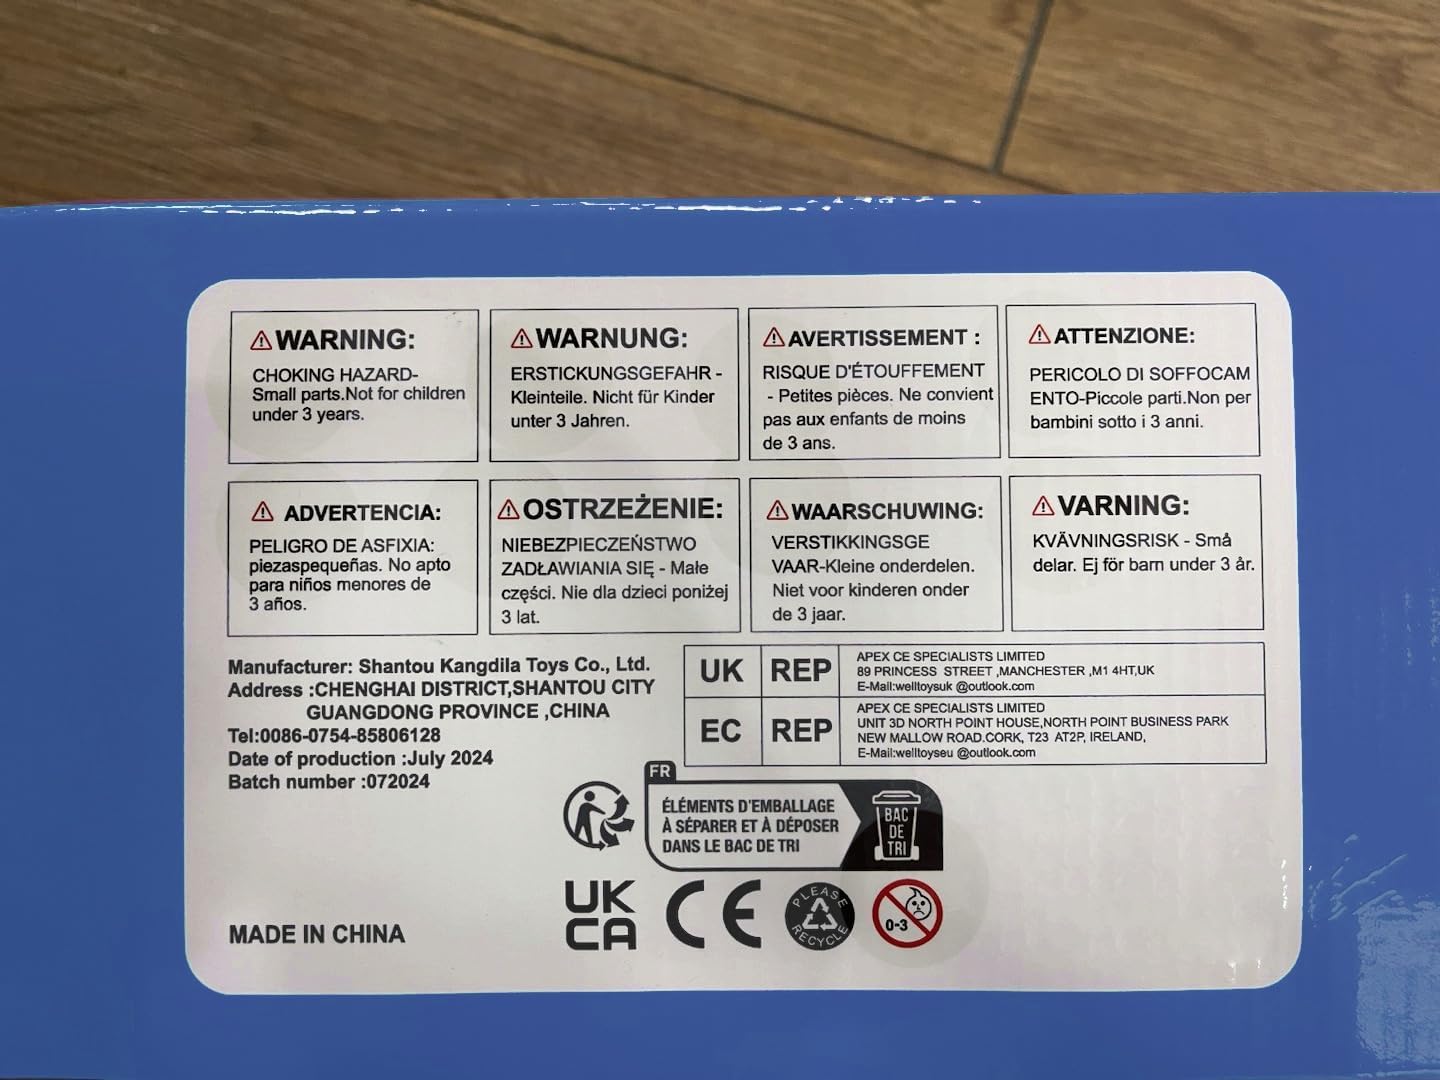 WARNING:
CHOKING HAZARD-
Small parts.Not for children
under 3 years.
WARNUNG:
ERSTICKUNGSGEFAHR -
Kleinteile. Nicht für Kinder
unter 3 Jahren.
AVERTISSEMENT :
RISQUE D'ÉTOUFFEMENT
- Petites pièces. Ne convient
pas aux enfants de moins
de 3 ans.
ATTENZIONE:
PERICOLO DI SOFFOCAM
ENTO-Piccole parti.Non per
bambini sotto i 3 anni.
ADVERTENCIA:
PELIGRO DE ASFIXIA:
piezaspequeñas. No apto
para niños menores de
3 años.
OSTRZEŻENIE:
NIEBEZPIECZEŃSTWO
ZADŁAWIANIA SIĘ - Małe
części. Nie dla dzieci poniżej
3 lat.
WAARSCHUWING:
VERSTIKKINGSGE
VAAR-Kleine onderdelen.
Niet voor kinderen onder
de 3 jaar.
VARNING:
KVÄVNINGSRISK - Små
delar. Ej för barn under 3 år.
Manufacturer: Shantou Kangdila Toys Co., Ltd.
Address :CHENGHAI DISTRICT,SHANTOU CITY
GUANGDONG PROVINCE ,CHINA
Tel:0086-0754-85806128
Date of production :July 2024
Batch number :072024
UK REP
APEX CE SPECIALISTS LIMITED
89 PRINCESS STREET ,MANCHESTER ,M1 4HT,UK
E-Mail:welltoysuk @outlook.com
EC REP
APEX CE SPECIALISTS LIMITED
UNIT 3D NORTH POINT HOUSE,NORTH POINT BUSINESS PARK
NEW MALLOW ROAD.CORK, T23 AT2P, IRELAND,
E-Mail:welltoyseu @outlook.com
FR
ÉLÉMENTS D'EMBALLAGE
À SÉPARER ET À DÉPOSER
DANS LE BAC DE TRI
BAC
DE
TRI
MADE IN CHINA
UK
CA
CE
PLEASE
RECYCLE
0-3